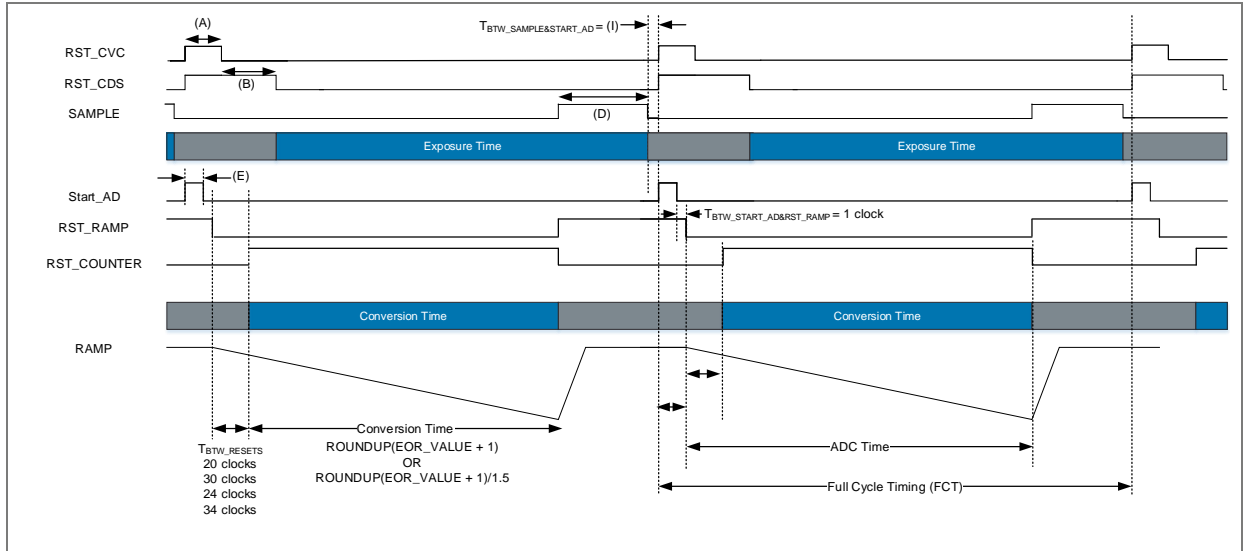 (A)
T_BTW_SAMPLE&START_AD = (I)
RST_CVC
RST_CDS
(B)
SAMPLE
(D)
Exposure Time
Exposure Time
(E)
Start_AD
T_BTW_START_AD&RST_RAMP = 1 clock
RST_RAMP
RST_COUNTER
Conversion Time
Conversion Time
RAMP
Conversion Time
T_BTW_RESETS
20 clocks
30 clocks
24 clocks
34 clocks
ROUNDUP(EOR_VALUE + 1)
OR
ROUNDUP(EOR_VALUE + 1)/1.5
ADC Time
Full Cycle Timing (FCT)